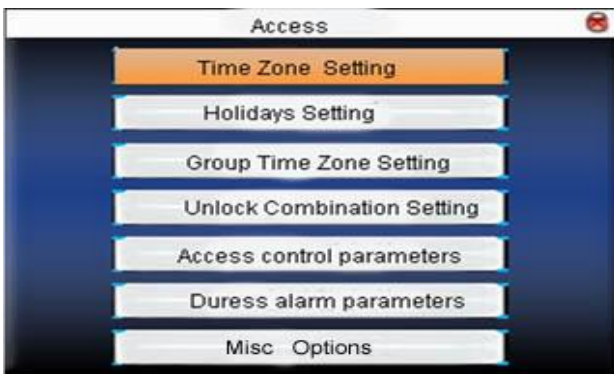 Access
Time Zone Setting
Holidays Setting
Group Time Zone Setting
Unlock Combination Setting
Access control parameters
Duress alarm parameters
Misc Options